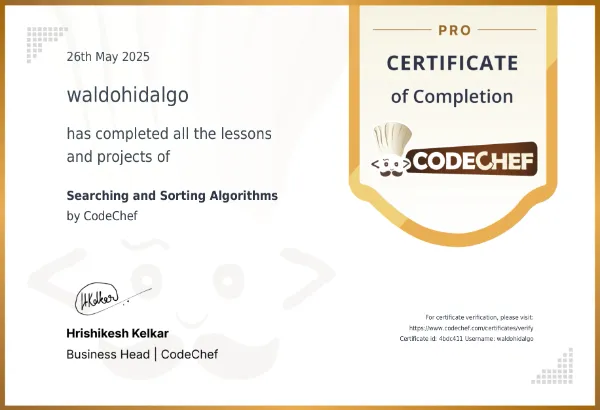 PRO
CERTIFICATE
of Completion
CODECHEF
26th May 2025
waldohidalgo
has completed all the lessons
and projects of
Searching and Sorting Algorithms
by CodeChef
HKelkar
Hrishikesh Kelkar
Business Head | CodeChef
For certificate verification, please visit:
https://www.codechef.com/certificates/verify
Certificate Id: 4bdc411 Username: waldohidalgo